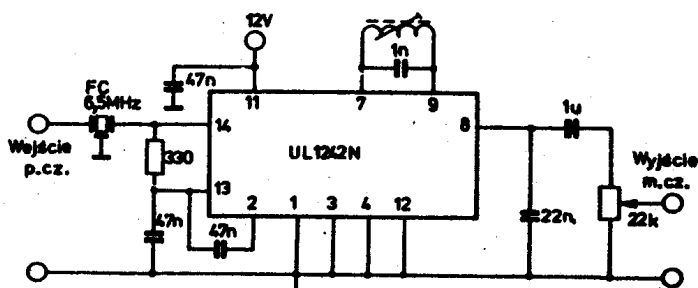 12V
47n
FC
6,5MHz
1n
11
7
9
14
8
1u
Wejście
p.cz.
330
UL1242N
13
Wyjście
m.cz.
2
1
3
4
12
47n
47n
22n
22k